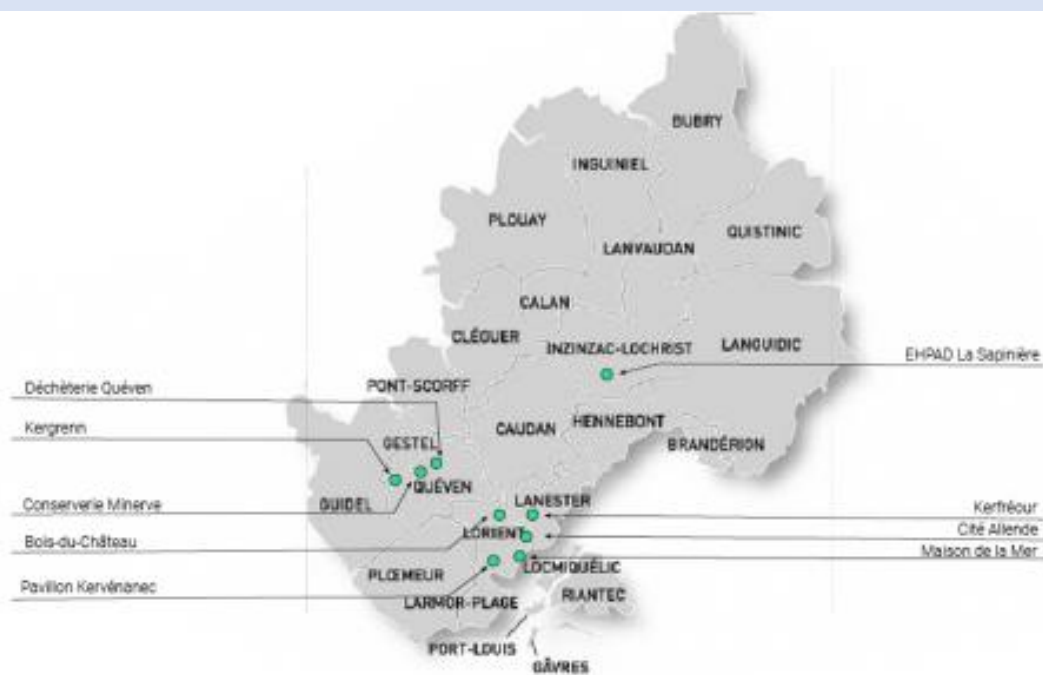 BUBRY
INGUINIEL
PLOUAY
QUISTINIC
LANVAUDAN
CALAN
CLÉGUER
INZINZAC-LOCHRIST
LANGUIDIC
EHPAD La Sapinière
Déchèterie Quéven
PONT-SCORFF
Kergrenn
HENNEBONT
CAUDAN
BRANDÉRION
GESTEL
QUÉVEN
GUIDEL
Conserverie Minerve
LANESTER
Kerfréour
LORIENT
Cité Allende
Bois-du-Château
Maison de la Mer
LOCMIQUÉLIC
PLŒMEUR
Pavillon Kervénanec
RIANTEC
LARMOR-PLAGE
PORT-LOUIS
GÂVRES